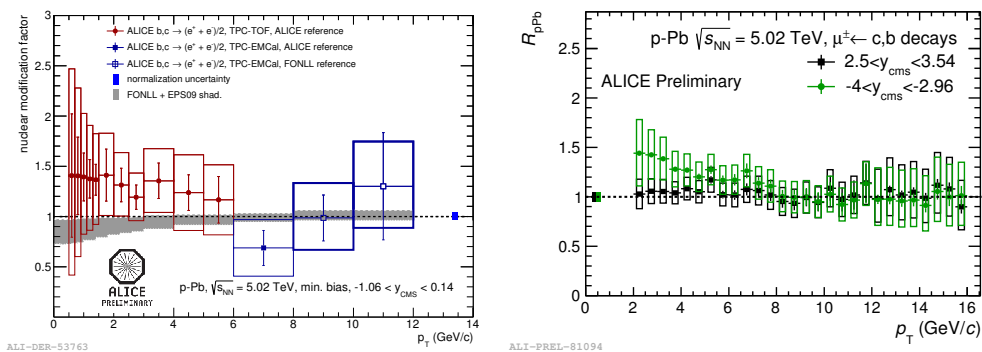 nuclear modification factor
3
2.5
2
1.5
1
0.5
ALICE b,c → (e⁺ + e⁻)/2, TPC-TOF, ALICE reference
ALICE b,c → (e⁺ + e⁻)/2, TPC-EMCal, ALICE reference
ALICE b,c → (e⁺ + e⁻)/2, TPC-EMCal, FONLL reference
normalization uncertainty
FONLL + EPS09 shad.
ALICE
PRELIMINARY
p-Pb, √sNN = 5.02 TeV, min. bias, -1.06 < yCMS < 0.14
0 2 4 6 8 10 12 14
pT (GeV/c)
ALI-DER-53763
RpPb
2.5
2
1.5
1
0.5
0
p-Pb √sNN = 5.02 TeV, μ± ← c,b decays
ALICE Preliminary
2.5<ycms<3.54
-4<ycms<-2.96
0 2 4 6 8 10 12 14 16
pT (GeV/c)
ALI-PREL-81094